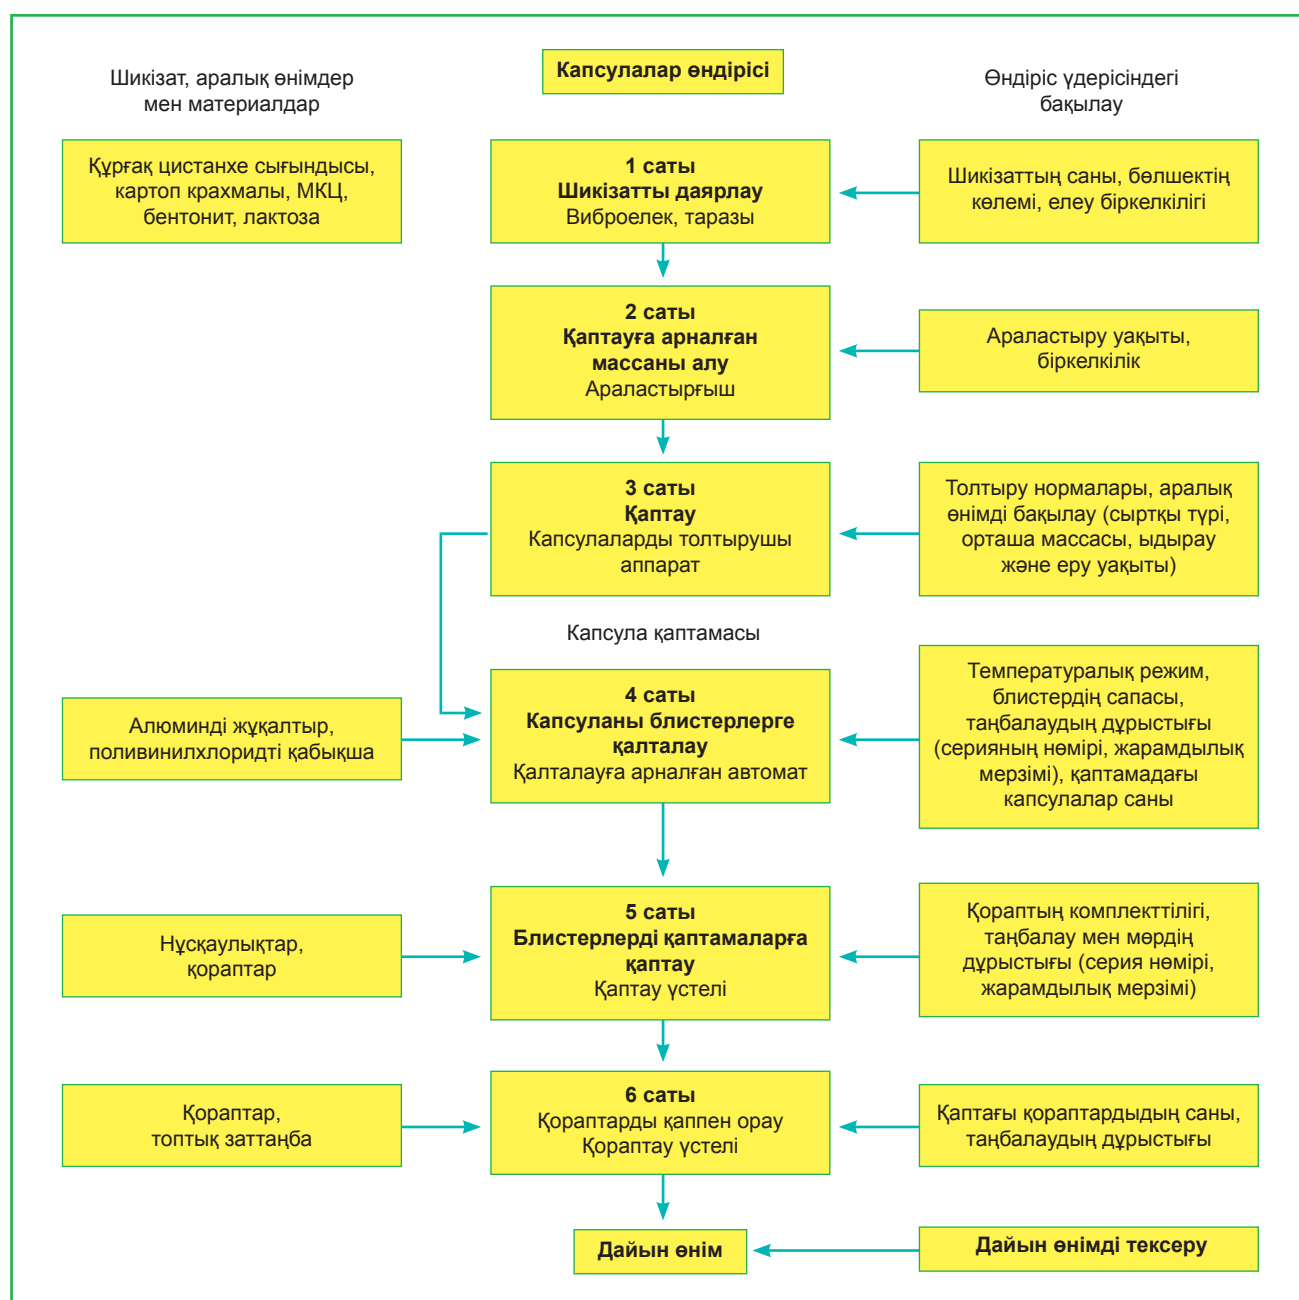 Капсулалар өндірісі
Шикізат, аралық өнімдер
мен материалдар
Өндіріс үдерісіндегі
бақылау
Құрғақ цистанхе сығындысы,
картоп крахмалы, МКЦ,
бентонит, лактоза
1 саты
Шикізатты даярлау
Виброелек, таразы
Шикізаттың саны, бөлшектің
көлемі, елеу біркелкілігі
2 саты
Қаптауға арналған
массаны алу
Араластырғыш
Араластыру уақыты,
біркелкілік
3 саты
Қаптау
Капсулаларды толтырушы
аппарат
Толтыру нормалары, аралық
өнімді бақылау (сыртқы түрі,
орташа массасы, ыдырау
және еру уақыты)
Капсула қаптамасы
Алюминді жұқалтыр,
поливинилхлоридті қабықша
4 саты
Капсуланы блистерлерге
қалталау
Қалталауға арналған автомат
Температуралық режим,
блистердің сапасы,
таңбалаудың дұрыстығы
(серияның нөмірі, жарамдылық
мерзімі), қаптамадағы
капсулалар саны
Нұсқаулықтар,
қораптар
5 саты
Блистерлерді қаптамаларға
қаптау
Қаптау үстелі
Қораптың комплекттілігі,
таңбалау мен мөрдің
дұрыстығы (серия нөмірі,
жарамдылық мерзімі)
Қораптар,
топтық заттаңба
6 саты
Қораптарды қаппен орау
Қораптау үстелі
Қаптағы қораптардыдың саны,
таңбалаудың дұрыстығы
Дайын өнім
Дайын өнімді тексеру